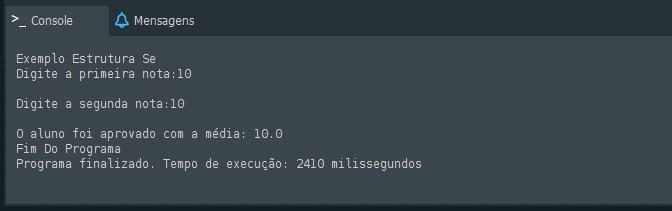 >_ Console
Mensagens
Exemplo Estrutura Se
Digite a primeira nota:10
Digite a segunda nota:10
O aluno foi aprovado com a média: 10.0
Fim Do Programa
Programa finalizado. Tempo de execução: 2410 milissegundos